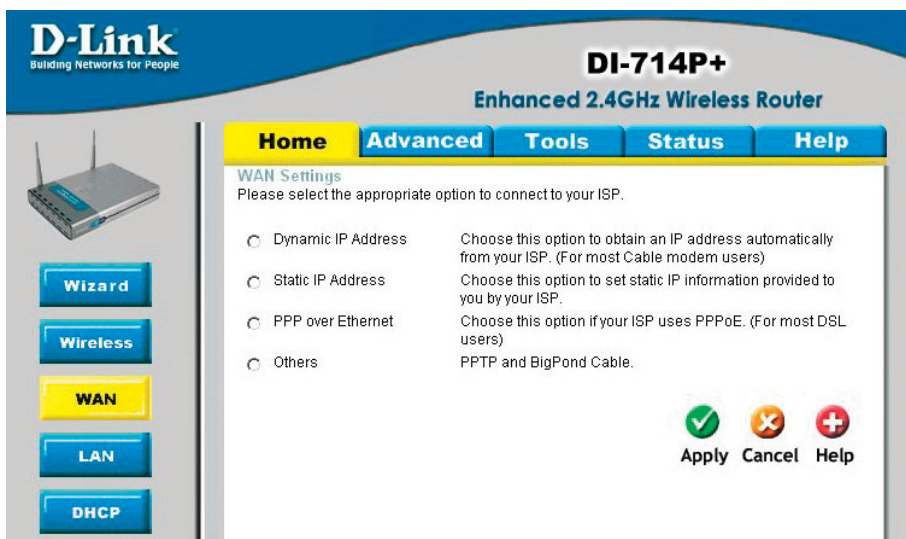 D-Link
Building Networks for People
DI-714P+
Enhanced 2.4GHz Wireless Router
Home Advanced Tools Status Help
WAN Settings
Please select the appropriate option to connect to your ISP.
Dynamic IP Address Choose this option to obtain an IP address automatically
from your ISP. (For most Cable modem users)
Static IP Address Choose this option to set static IP information provided to
you by your ISP.
PPP over Ethernet Choose this option if your ISP uses PPPoE. (For most DSL
users)
Others PPTP and BigPond Cable.
Apply Cancel Help
Wizard
Wireless
WAN
LAN
DHCP